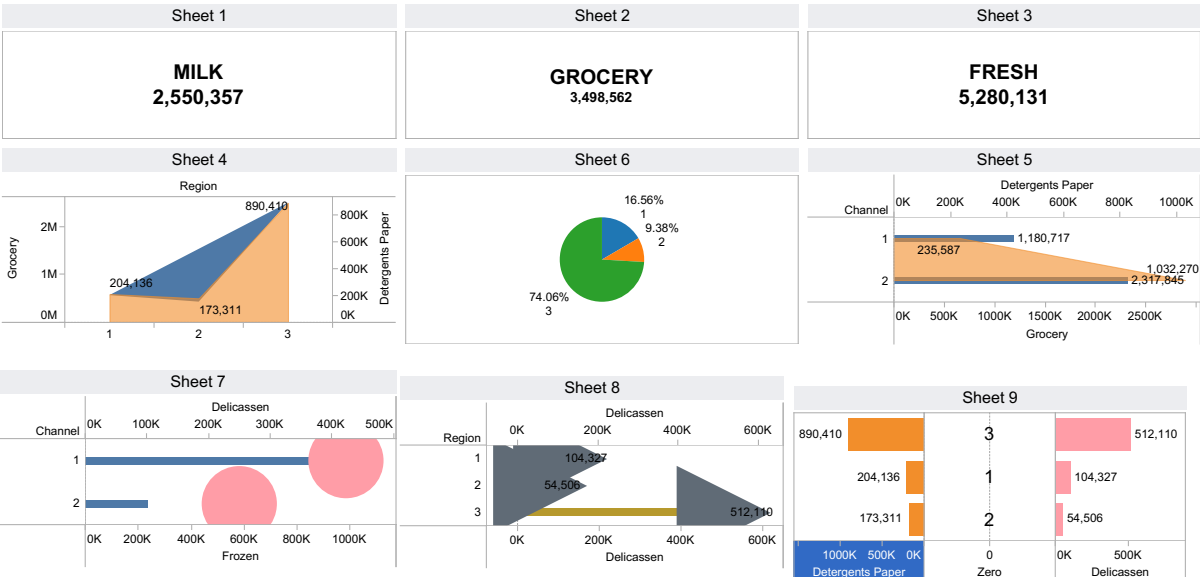 Sheet 1
MILK
2,550,357
Sheet 2
GROCERY
3,498,562
Sheet 3
FRESH
5,280,131
Sheet 4
Region
2M
1M
0M
Grocery
890,410
204,136
173,311
1 2 3
800K
600K
400K
200K
0K
Detergents Paper
Sheet 6
16.56%
1
9.38%
2
74.06%
3
Sheet 5
Detergents Paper
Channel
0K 200K 400K 600K 800K 1000K
1
1,180,717
235,587
1,032,270
2
2,317,845
0K 500K 1000K 1500K 2000K 2500K
Grocery
Sheet 7
Delicassen
Channel
0K 100K 200K 300K 400K 500K
1
2
0K 200K 400K 600K 800K 1000K
Frozen
Sheet 8
Delicassen
Region
0K 200K 400K 600K
1 104,327
2 54,506
3 512,110
0K 200K 400K 600K
Delicassen
Sheet 9
890,410 3 512,110
204,136 1 104,327
173,311 2 54,506
1000K 500K 0K
Detergents Paper
0
Zero
0K 500K
Delicassen